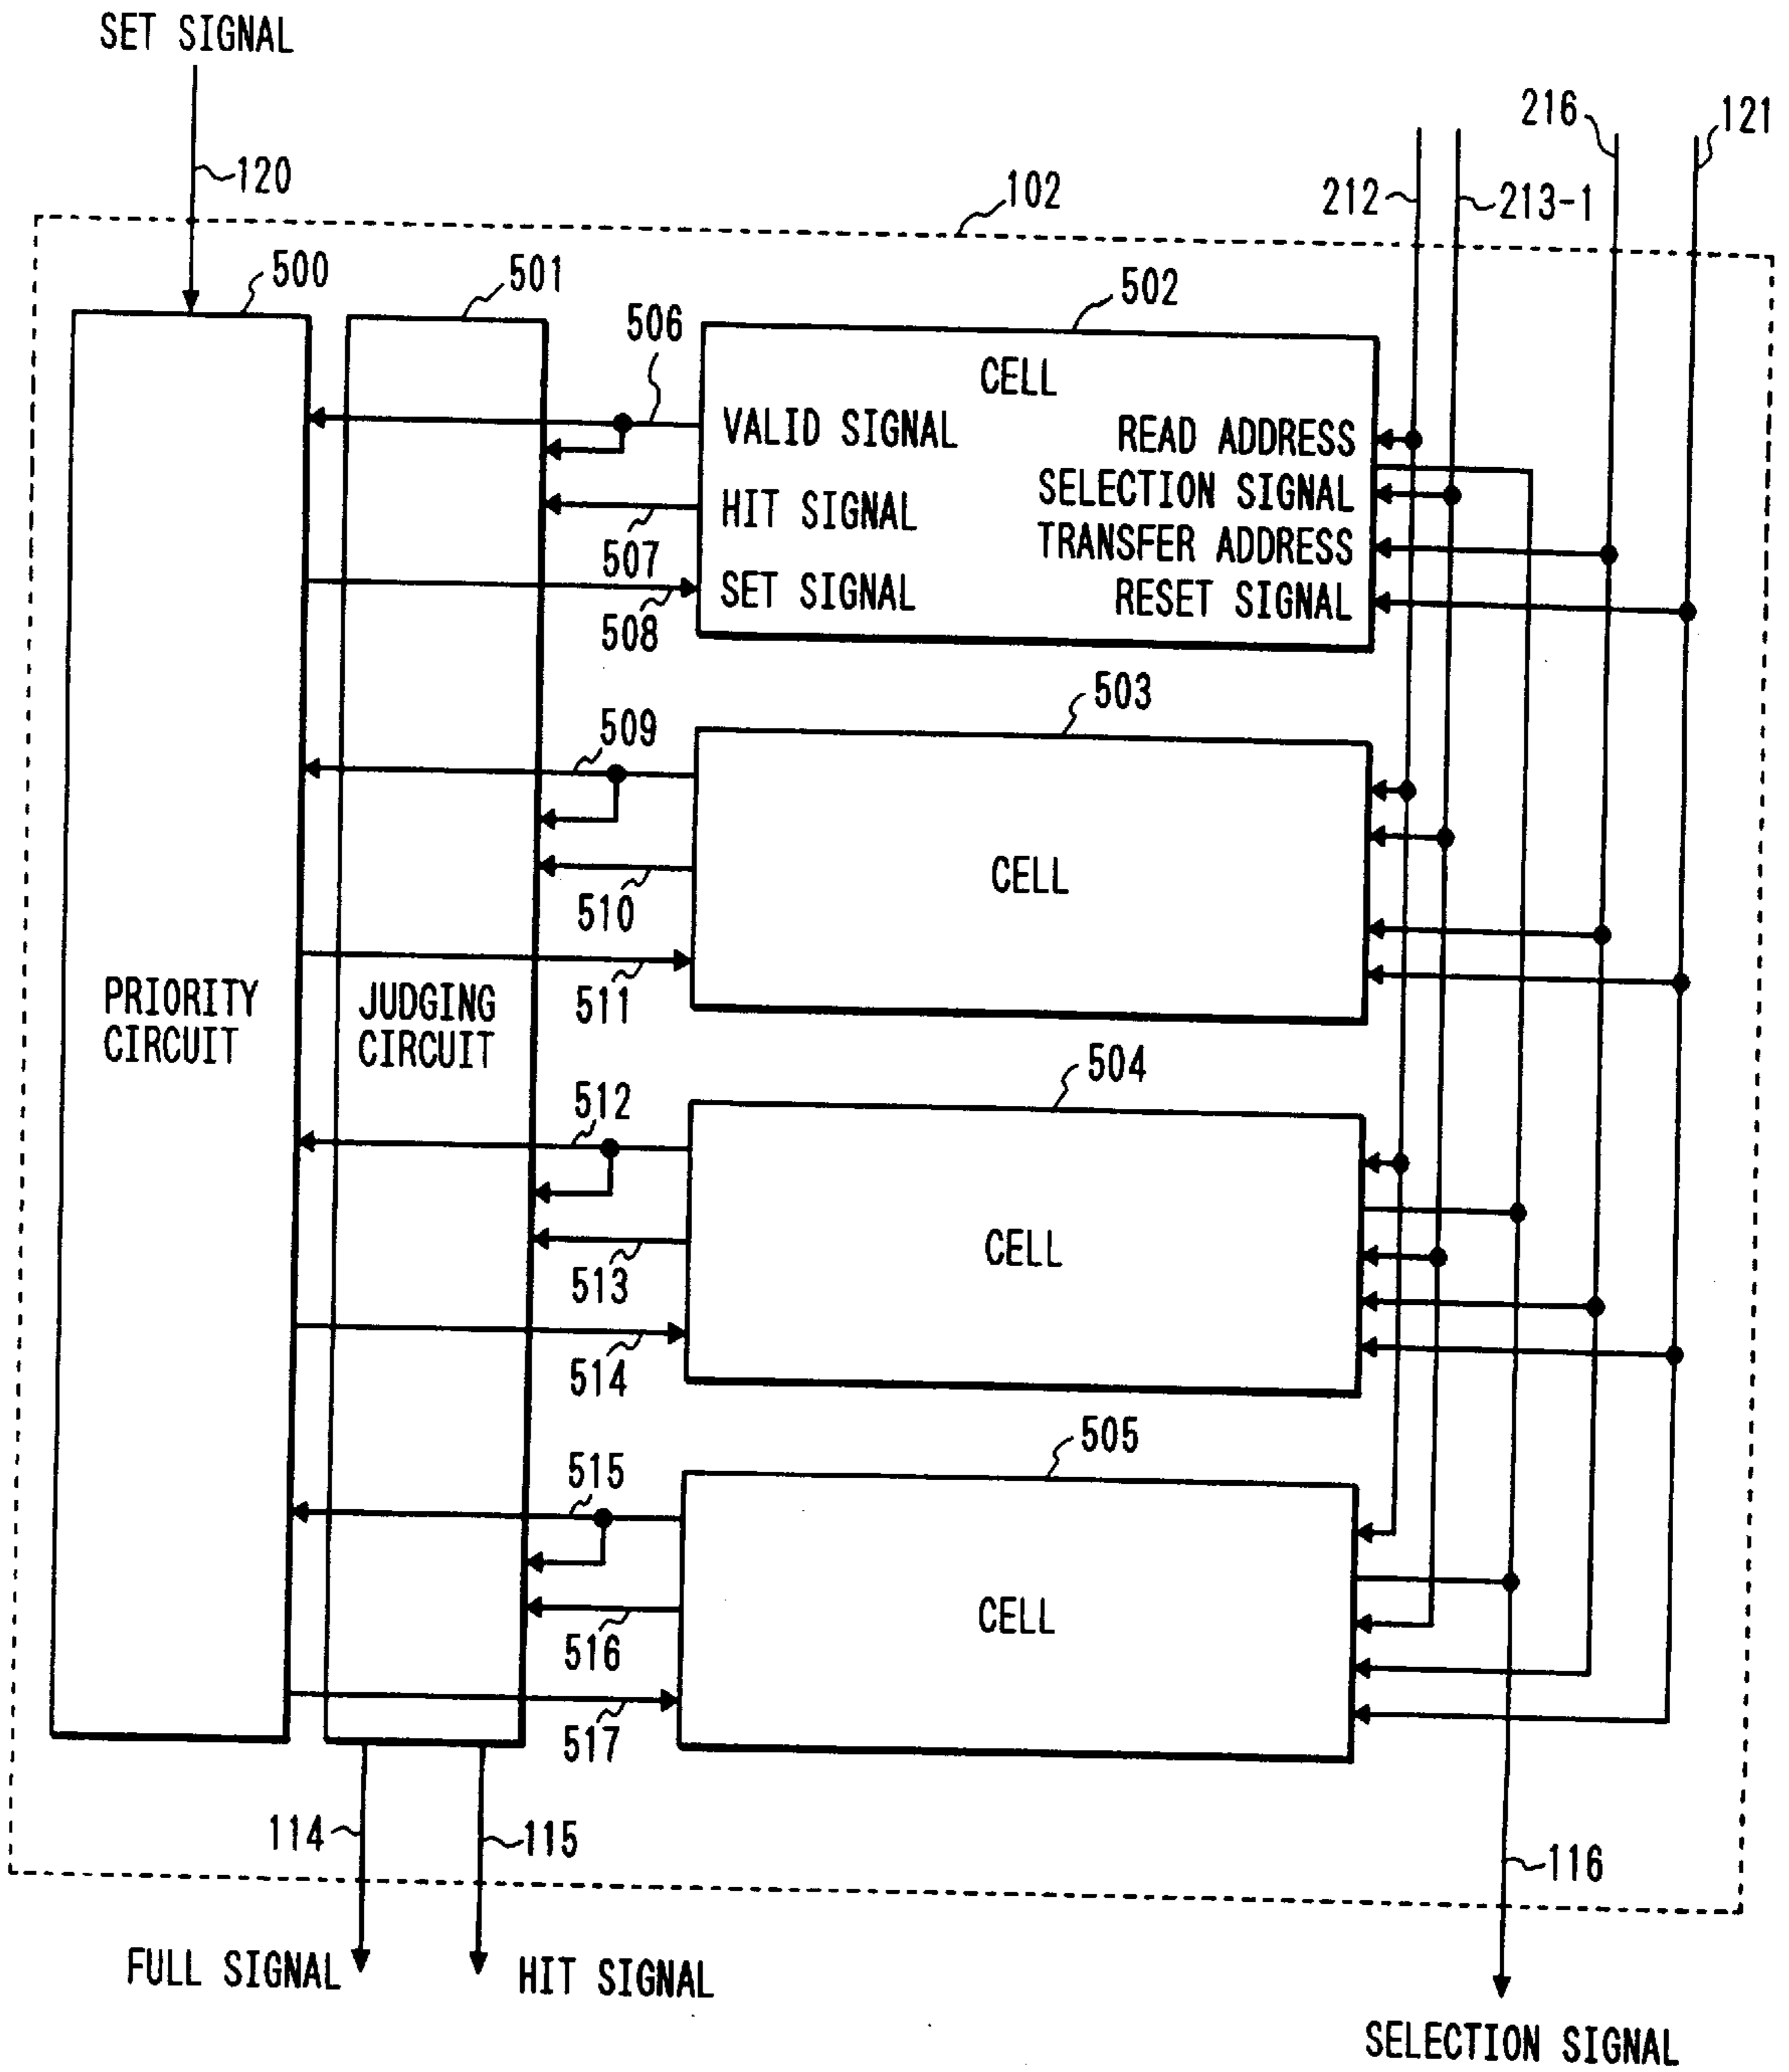 SET SIGNAL
120
216
121
212
213-1
102
500
501
506
502
CELL
VALID SIGNAL
READ ADDRESS
HIT SIGNAL
SELECTION SIGNAL
507
TRANSFER ADDRESS
SET SIGNAL
RESET SIGNAL
508
503
509
CELL
510
511
PRIORITY
CIRCUIT
JUDGING
CIRCUIT
504
512
CELL
513
514
505
515
CELL
516
517
114
115
116
FULL SIGNAL
HIT SIGNAL
SELECTION SIGNAL